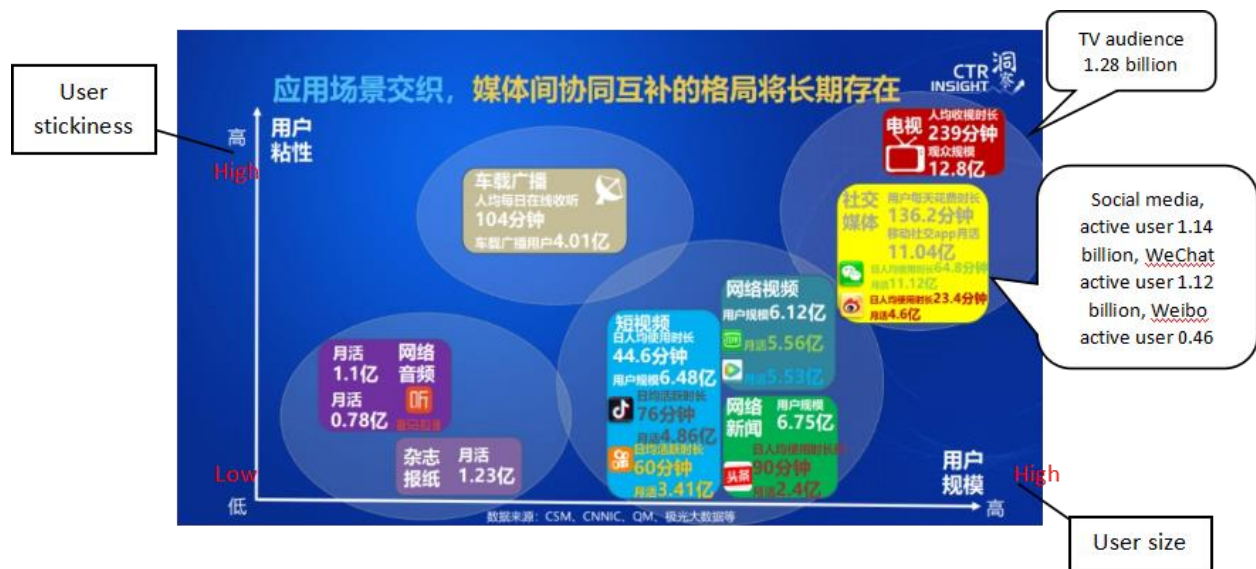 TV audience
1.28 billion
User
stickiness
应用场景交织，媒体间协同互补的格局将长期存在
CTR
INSIGHT
洞察
高
High
用户
粘性
电视
人均收视时长
239分钟
观众规模
12.8亿
车载广播
人均每日在线收听
104分钟
车载广播用户4.01亿
社交
媒体
用户每天花费时长
136.2分钟
移动社交app月活
11.04亿
日人均使用时长64.8分钟
月活11.12亿
日人均使用时长23.4分钟
月活4.6亿
Social media,
active user 1.14
billion, WeChat
active user 1.12
billion, Weibo
active user 0.46
网络视频
用户规模6.12亿
月活5.56亿
月活5.53亿
短视频
日人均使用时长
44.6分钟
用户规模6.48亿
日均活跃时长
76分钟
月活4.86亿
日均活跃时长
60分钟
月活3.41亿
月活
1.1亿
网络
音频
月活
0.78亿
听
喜马拉雅
网络
新闻
用户规模
6.75亿
日人均使用时长
90分钟
头条
月活2.4亿
杂志
报纸
月活
1.23亿
Low
低
用户
规模
High
高
数据来源：CSM、CNNIC、QM、极光大数据等
User size